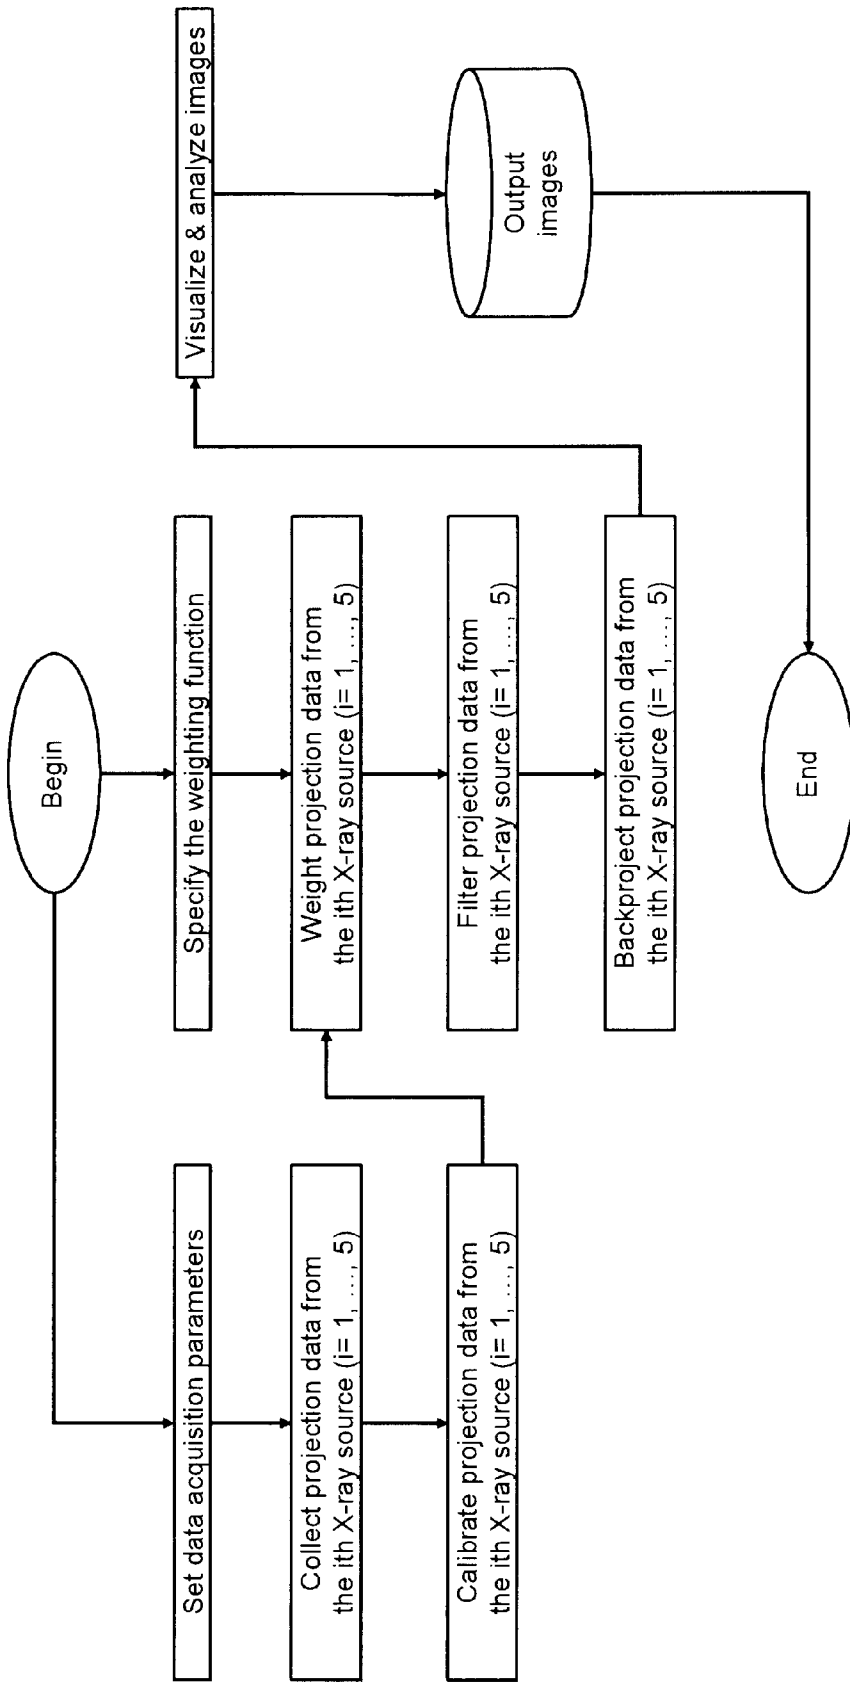 Begin
Set data acquisition parameters
Collect projection data from
the ith X-ray source (i= 1, ..., 5)
Calibrate projection data from
the ith X-ray source (i= 1, ..., 5)
Specify the weighting function
Weight projection data from
the ith X-ray source (i= 1, ..., 5)
Filter projection data from
the ith X-ray source (i= 1, ..., 5)
Backproject projection data from
the ith X-ray source (i= 1, ..., 5)
Visualize & analyze images
Output
images
End